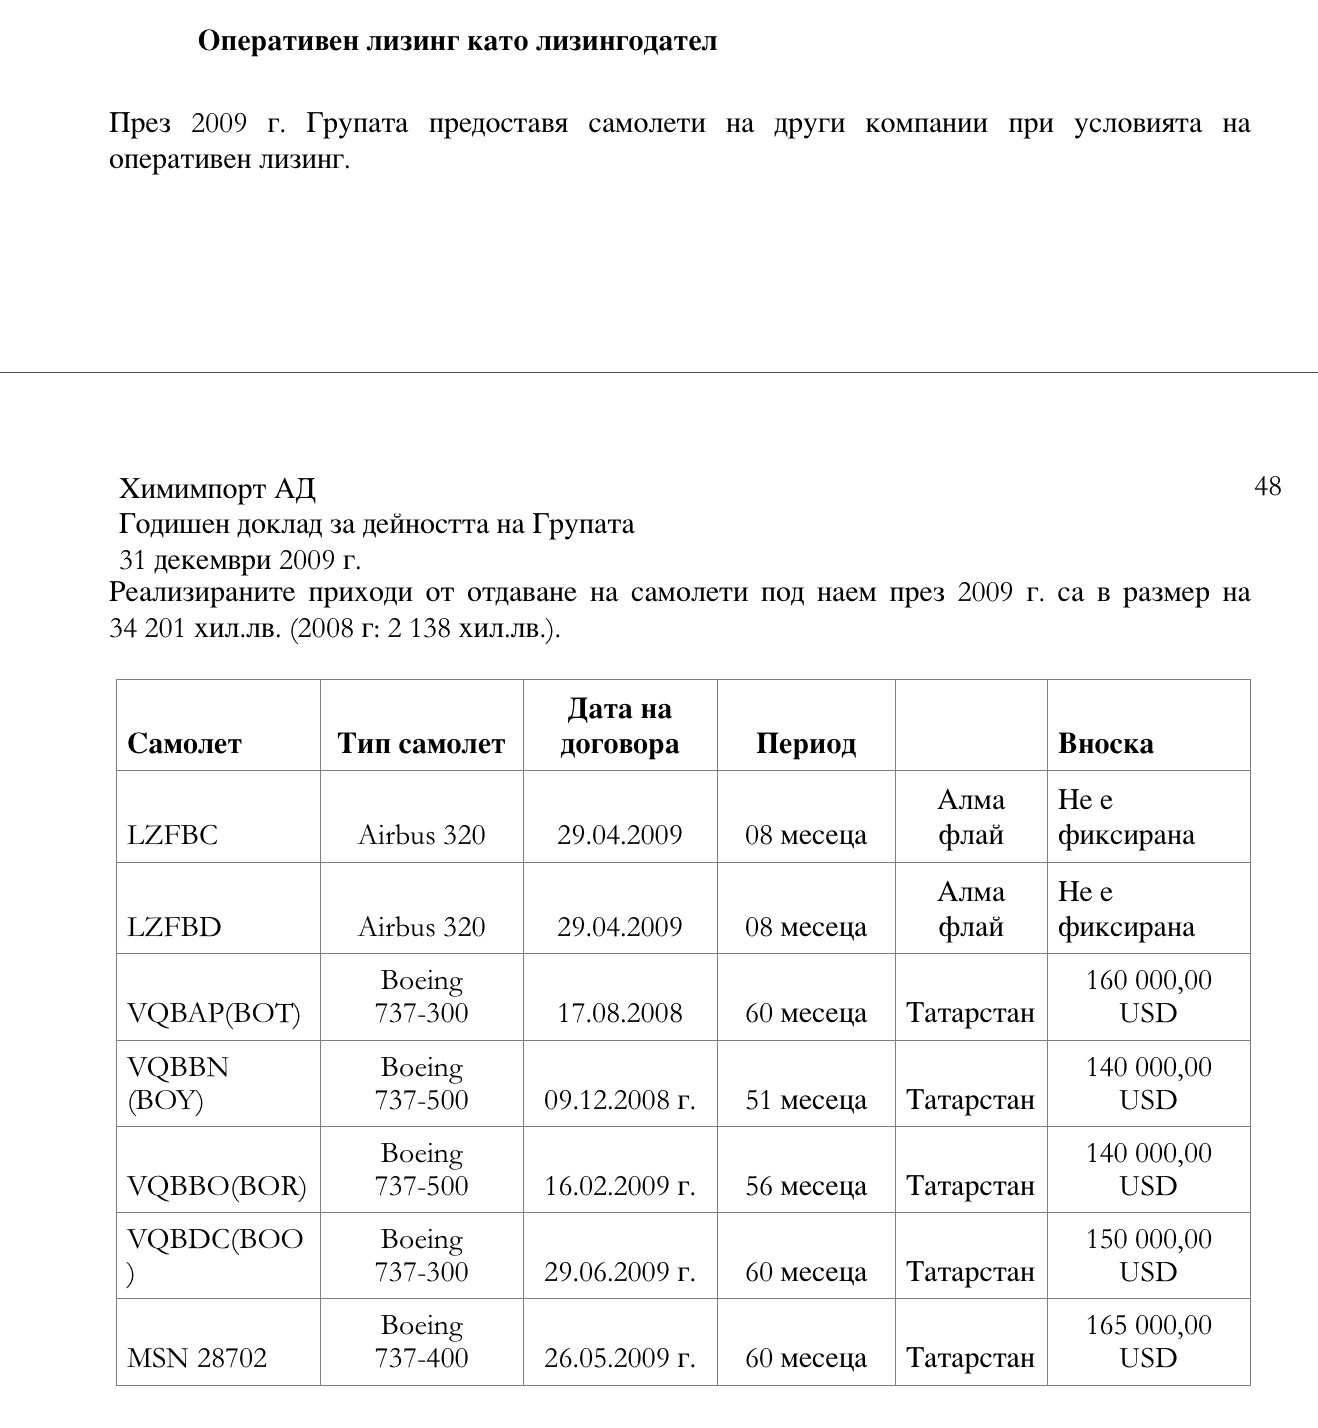 Оперативен лизинг като лизингодател
През 2009 г. Групата предоставя самолети на други компании при условията на
оперативен лизинг.
48
Химимпорт АД
Годишен доклад за дейността на Групата
31 декември 2009 г.
Реализираните приходи от отдаване на самолети под наем през 2009 г. са в размер на
34 201 хил.лв. (2008 г: 2 138 хил.лв.).
Самолет
Тип самолет
Дата на
договора
Период
Вноска
LZFBC
Airbus 320
29.04.2009
08 месеца
Алма
флай
Не е
фиксирана
LZFBD
Airbus 320
29.04.2009
08 месеца
Алма
флай
Не е
фиксирана
VQBAP(BOT)
Boeing
737-300
17.08.2008
60 месеца
Татарстан
160 000,00
USD
VQBBN
(BOY)
Boeing
737-500
09.12.2008 г.
51 месеца
Татарстан
140 000,00
USD
VQBBO(BOR)
Boeing
737-500
16.02.2009 г.
56 месеца
Татарстан
140 000,00
USD
VQBDC(BOO
)
Boeing
737-300
29.06.2009 г.
60 месеца
Татарстан
150 000,00
USD
MSN 28702
Boeing
737-400
26.05.2009 г.
60 месеца
Татарстан
165 000,00
USD